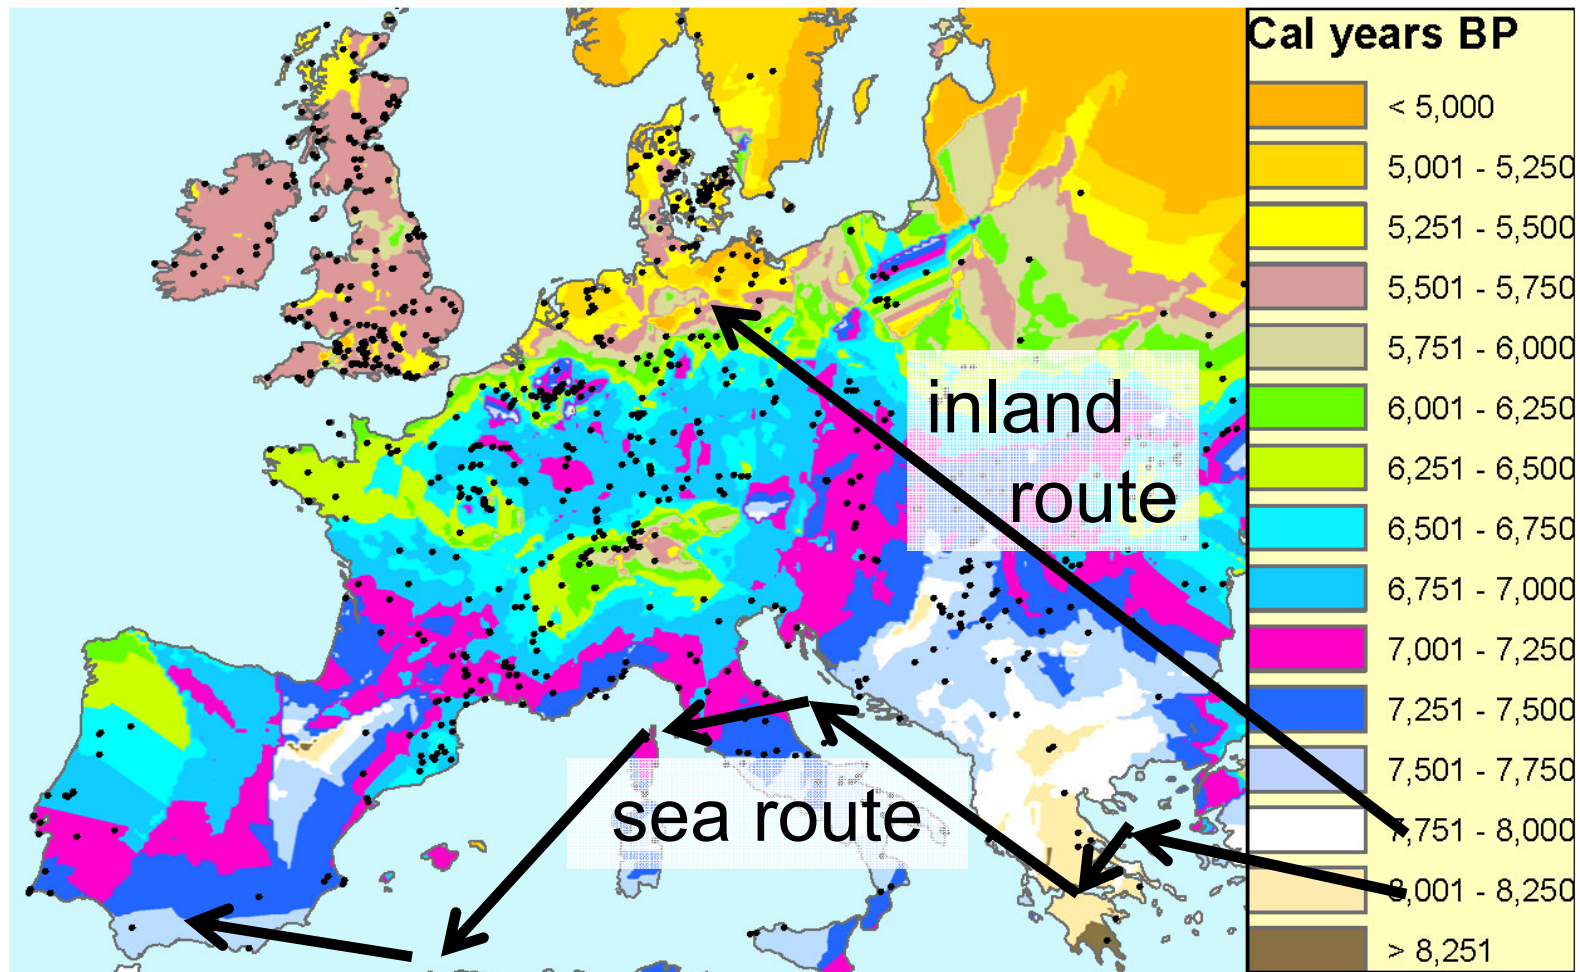 Cal years BP
< 5,000
5,001 - 5,250
5,251 - 5,500
5,501 - 5,750
5,751 - 6,000
6,001 - 6,250
6,251 - 6,500
6,501 - 6,750
6,751 - 7,000
7,001 - 7,250
7,251 - 7,500
7,501 - 7,750
7,751 - 8,000
8,001 - 8,250
> 8,251
inland
route
sea route